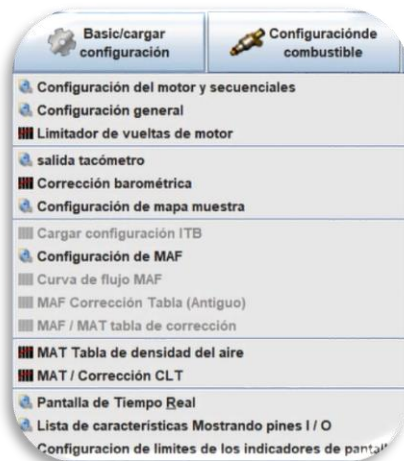 Basic/cargar
configuración
Configuraciónde
combustible
Configuración del motor y secuenciales
Configuración general
Limitador de vueltas de motor
salida tacómetro
Corrección barométrica
Configuración de mapa muestra
Cargar configuración ITB
Configuración de MAF
Curva de flujo MAF
MAF Corrección Tabla (Antiguo)
MAF / MAT tabla de corrección
MAT Tabla de densidad del aire
MAT / Corrección CLT
Pantalla de Tiempo Real
Lista de características Mostrando pines I / O
Configuracion de limites de los indicadores de